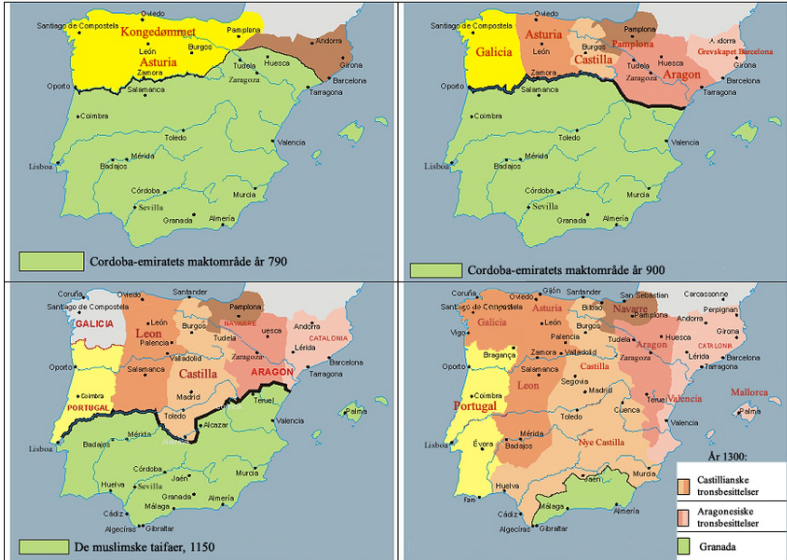 Oviedo
Santiago de Compostela
Kongedømmet
Pamplona
León
Burgos
Andorra
Asturia
Huesca
Girona
Tudela
Zamora
Zaragoza
Barcelona
Oporto
Salamanca
Tarragona
Coimbra
Toledo
Valencia
Lisboa
Mérida
Badajos
Córdoba
Murcia
Sevilla
Granada
Almería
Cordoba-emiratets maktområde år 790
Oviedo
Santiago de Compostela
Asturia
Pamplona
Andorra
Galicia
León
Burgos
Pamplona
Grevskapet Barcelona
Castilla
Huesca
Girona
Tudela
Zamora
Zaragoza
Aragon
Barcelona
Oporto
Salamanca
Tarragona
Coimbra
Toledo
Valencia
Lisboa
Mérida
Badajos
Córdoba
Murcia
Sevilla
Granada
Almería
Cordoba-emiratets maktområde år 900
Coruña
Oviedo
Santander
Santiago de Compostela
Pamplona
GALICIA
León
Leon
Burgos
NAVARRE
Andorra
Palencia
Tudela
uesca
CATALONIA
Girona
Valladolid
Zaragoza
Lérida
Oporto
Salamanca
Castilla
ARAGON
Barcelona
Tarragona
Coimbra
Madrid
Teruel
PORTUGAL
Toledo
Palma
Lisboa
Mérida
Alcazar
Valencia
Badajos
Córdoba
Jaén
Murcia
Huelva
Sevilla
Granada
Almería
Cádiz
Málaga
Algeciras
Gibraltar
De muslimske taifaer, 1150
Coruña
Gijón
Santander
Carcassonne
Oviedo
Bilbao
San Sebastian
Santiago de Compostela
Asturia
Navarre
Perpignan
Galicia
León
Burgos
Pamplona
Andorra
Vigo
Palencia
Aragon
Huesca
Girona
Bragança
Tudela
CATALONIA
Zamora
Valladolid
Zaragoza
Lérida
Oporto
Castilla
Barcelona
Salamanca
Segovia
Tarragona
Leon
Coimbra
Madrid
Teruel
Valencia
Mallorca
Portugal
Cuenca
Toledo
Palma
Lisboa
Mérida
Valencia
Évora
Badajos
Nye Castilla
Córdoba
År 1300:
Murcia
Jaén
Huelva
Sevilla
Castillianske
tronsbesittelser
Fari
Almería
Aragonesiske
tronsbesittelser
Cádiz
Málaga
Algeciras
Gibraltar
Granada